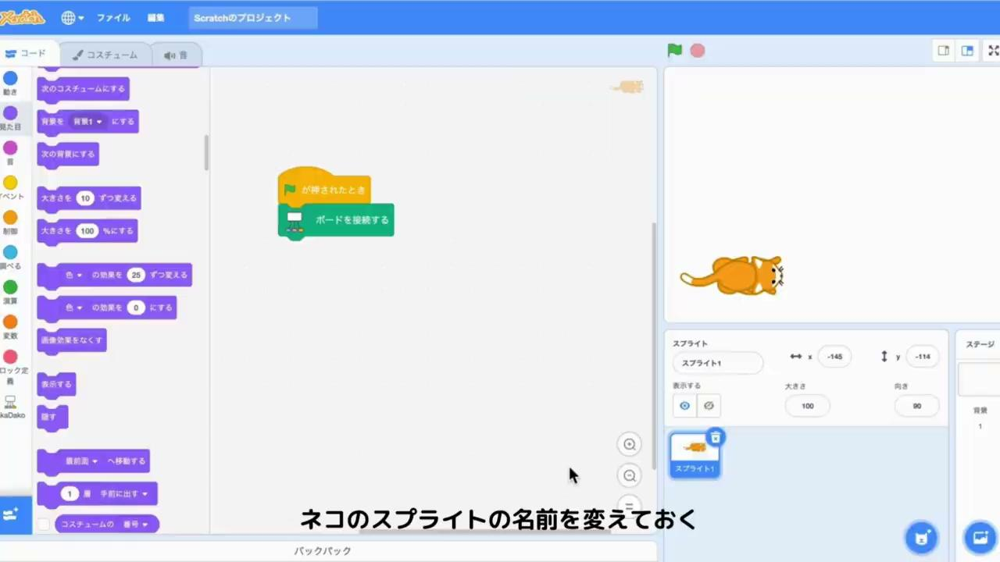 Xcratch
ファイル
編集
Scratchのプロジェクト
コード
コスチューム
音
動き
見た目
音
イベント
制御
調べる
演算
変数
ロック定
義
kaDako
次のコスチュームにする
背景を 背景1 にする
次の背景にする
大きさを 10 ずつ変える
大きさを 100 %にする
色 の効果を 25 ずつ変える
色 の効果を 0 にする
画像効果をなくす
表示する
隠す
最前面 へ移動する
1 層 手前に出す
コスチュームの 番号
が押されたとき
ボードを接続する
スプライト
スプライト1
x -145
y -114
表示する
大きさ
100
向き
90
スプライト1
ステージ
背景
1
ネコのスプライトの名前を変えておく
バックパック